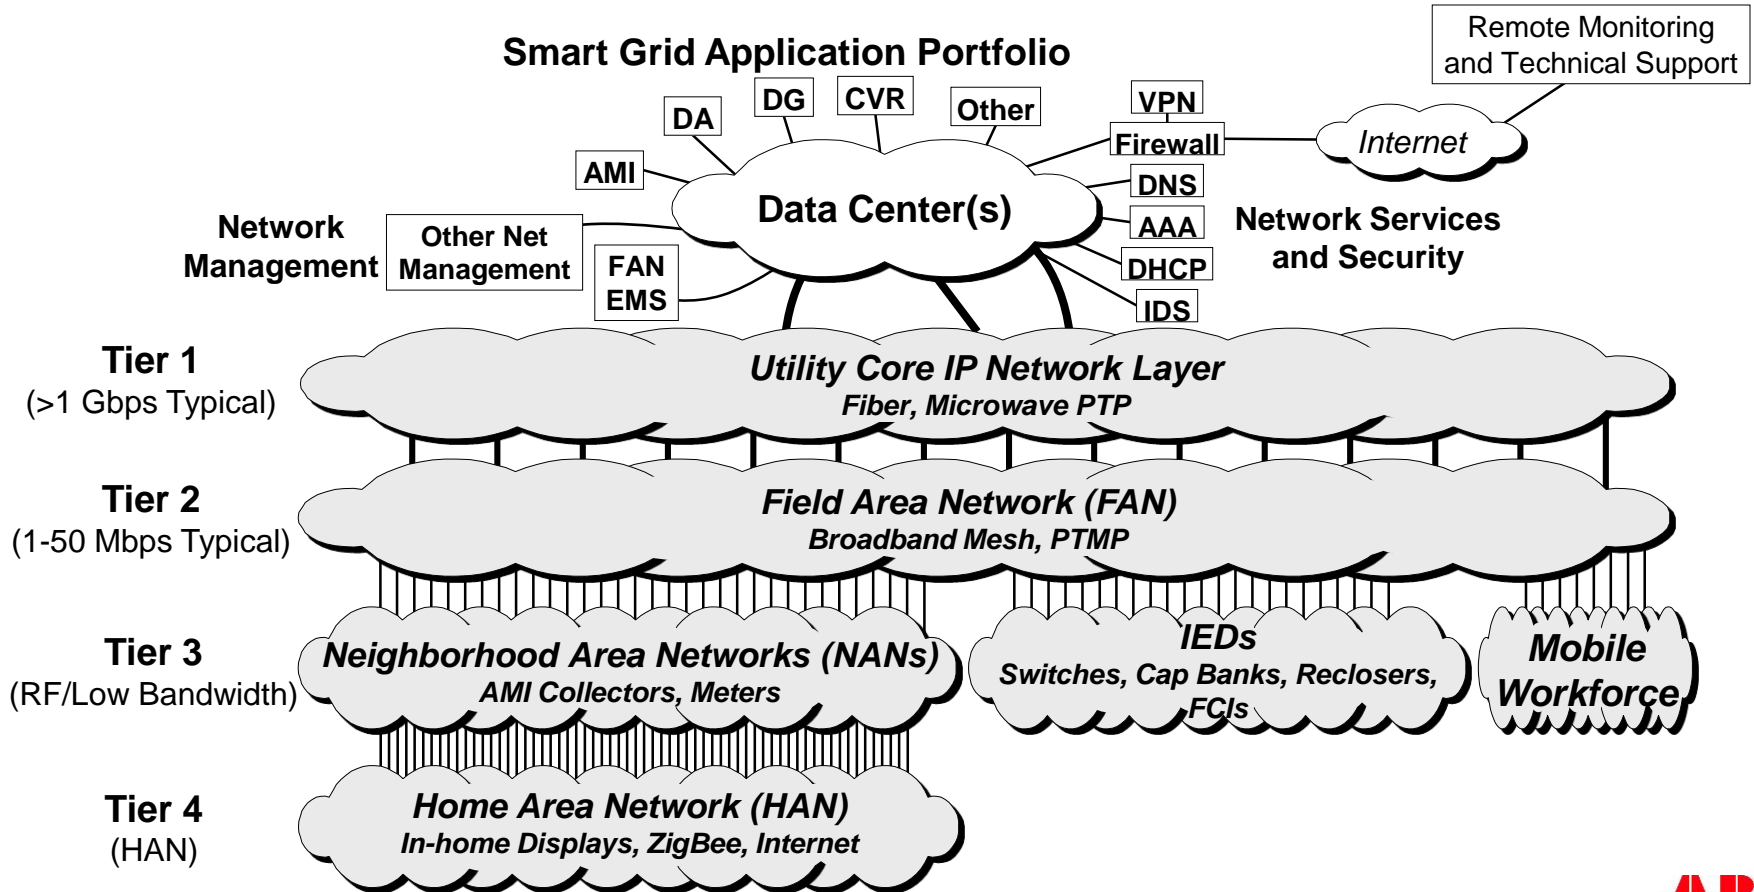 Smart Grid Application Portfolio
Remote Monitoring
and Technical Support
AMI
DA
DG
CVR
Other
VPN
Firewall
Internet
DNS
AAA
DHCP
IDS
Network Services
and Security
Data Center(s)
Network
Management
Other Net
Management
FAN
EMS
Tier 1
(>1 Gbps Typical)
Utility Core IP Network Layer
Fiber, Microwave PTP
Tier 2
(1-50 Mbps Typical)
Field Area Network (FAN)
Broadband Mesh, PTMP
Tier 3
(RF/Low Bandwidth)
Neighborhood Area Networks (NANs)
AMI Collectors, Meters
IEDs
Switches, Cap Banks, Reclosers,
FCIs
Mobile
Workforce
Tier 4
(HAN)
Home Area Network (HAN)
In-home Displays, ZigBee, Internet